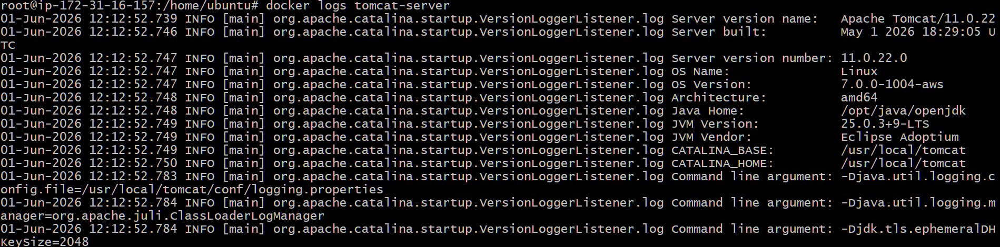 root@ip-172-31-16-157:/home/ubuntu# docker logs tomcat-server
01-Jun-2026 12:12:52.739 INFO [main] org.apache.catalina.startup.VersionLoggerListener.log Server version name:   Apache Tomcat/11.0.22
01-Jun-2026 12:12:52.746 INFO [main] org.apache.catalina.startup.VersionLoggerListener.log Server built:          May 1 2026 18:29:05 U
TC
01-Jun-2026 12:12:52.747 INFO [main] org.apache.catalina.startup.VersionLoggerListener.log Server version number: 11.0.22.0
01-Jun-2026 12:12:52.747 INFO [main] org.apache.catalina.startup.VersionLoggerListener.log OS Name:               Linux
01-Jun-2026 12:12:52.747 INFO [main] org.apache.catalina.startup.VersionLoggerListener.log OS Version:            7.0.0-1004-aws
01-Jun-2026 12:12:52.748 INFO [main] org.apache.catalina.startup.VersionLoggerListener.log Architecture:          amd64
01-Jun-2026 12:12:52.748 INFO [main] org.apache.catalina.startup.VersionLoggerListener.log Java Home:             /opt/java/openjdk
01-Jun-2026 12:12:52.749 INFO [main] org.apache.catalina.startup.VersionLoggerListener.log JVM Version:           25.0.3+9-LTS
01-Jun-2026 12:12:52.749 INFO [main] org.apache.catalina.startup.VersionLoggerListener.log JVM Vendor:            Eclipse Adoptium
01-Jun-2026 12:12:52.749 INFO [main] org.apache.catalina.startup.VersionLoggerListener.log CATALINA_BASE:         /usr/local/tomcat
01-Jun-2026 12:12:52.750 INFO [main] org.apache.catalina.startup.VersionLoggerListener.log CATALINA_HOME:         /usr/local/tomcat
01-Jun-2026 12:12:52.783 INFO [main] org.apache.catalina.startup.VersionLoggerListener.log Command line argument: -Djava.util.logging.c
onfig.file=/usr/local/tomcat/conf/logging.properties
01-Jun-2026 12:12:52.784 INFO [main] org.apache.catalina.startup.VersionLoggerListener.log Command line argument: -Djava.util.logging.m
anager=org.apache.juli.ClassLoaderLogManager
01-Jun-2026 12:12:52.784 INFO [main] org.apache.catalina.startup.VersionLoggerListener.log Command line argument: -Djdk.tls.ephemeralDH
KeySize=2048